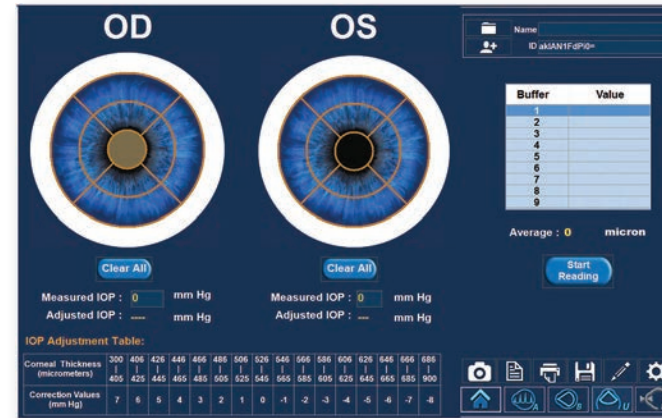 OD
OS
Name
ID akIAN1FdPi0=
Buffer Value
1
2
3
4
5
6
7
8
9
Average : 0 micron
Clear All
Clear All
Start
Reading
Measured IOP : 0 mm Hg
Measured IOP : 0 mm Hg
Adjusted IOP : ---- mm Hg
Adjusted IOP : --- mm Hg
IOP Adjustment Table:
Corneal Thickness (micrometers) 300 | 405 406 | 425 426 | 445 446 | 465 466 | 485 486 | 505 506 | 525 526 | 545 546 | 565 566 | 585 586 | 605 606 | 625 626 | 645 646 | 665 666 | 685 686 | 900
Correction Values (mm Hg) 7 6 5 4 3 2 1 0 -1 -2 -3 -4 -5 -6 -7 -8
A
B
U